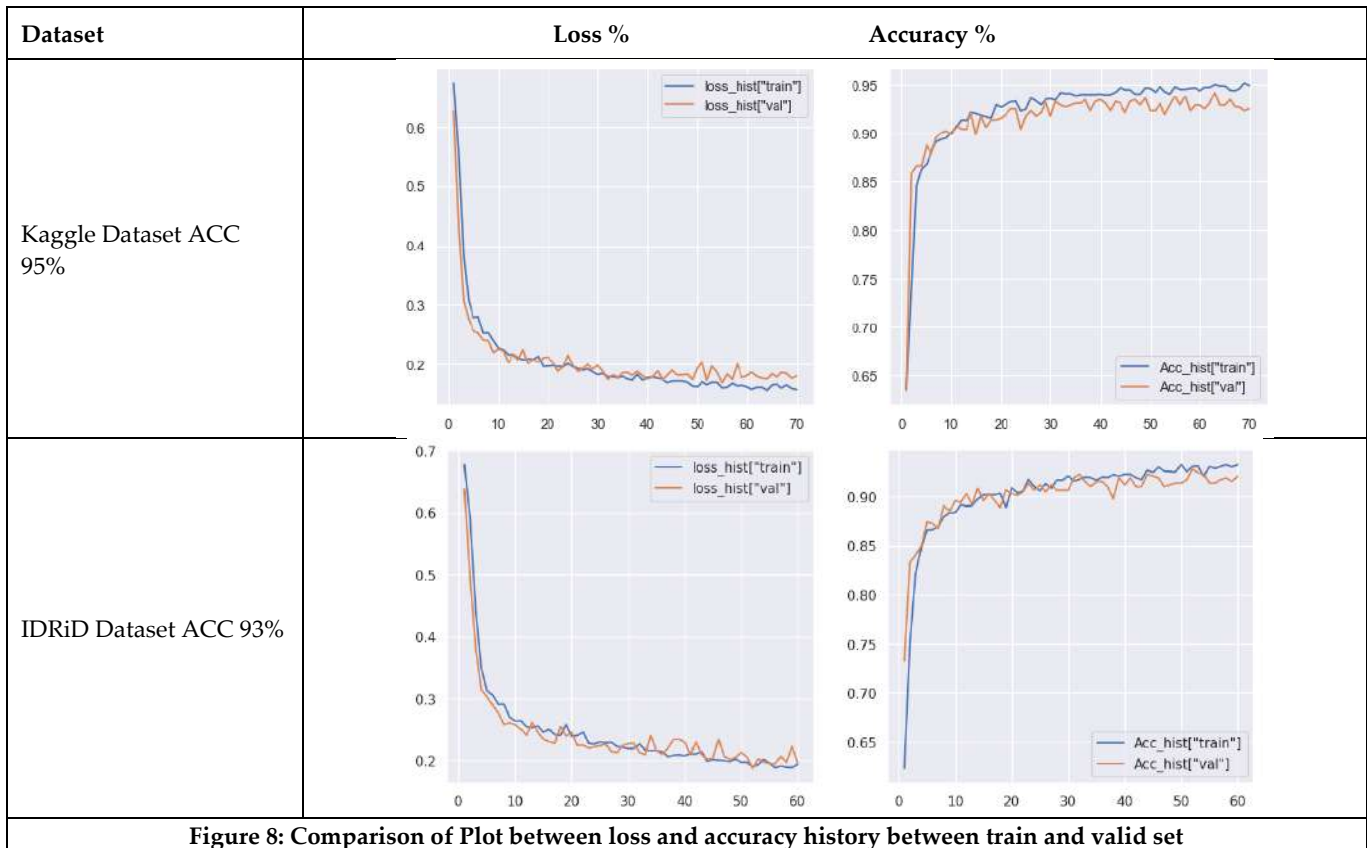 Dataset
Loss %
Accuracy %
Kaggle Dataset ACC
95%
loss_hist["train"]
loss_hist["val"]
0.6
0.5
0.4
0.3
0.2
0 10 20 30 40 50 60 70
0.95
0.90
0.85
0.80
0.75
0.70
0.65
Acc_hist["train"]
Acc_hist["val"]
0 10 20 30 40 50 60 70
IDRiD Dataset ACC 93%
0.7
loss_hist["train"]
loss_hist["val"]
0.6
0.5
0.4
0.3
0.2
0 10 20 30 40 50 60
0.90
0.85
0.80
0.75
0.70
0.65
Acc_hist["train"]
Acc_hist["val"]
0 10 20 30 40 50 60
Figure 8: Comparison of Plot between loss and accuracy history between train and valid set